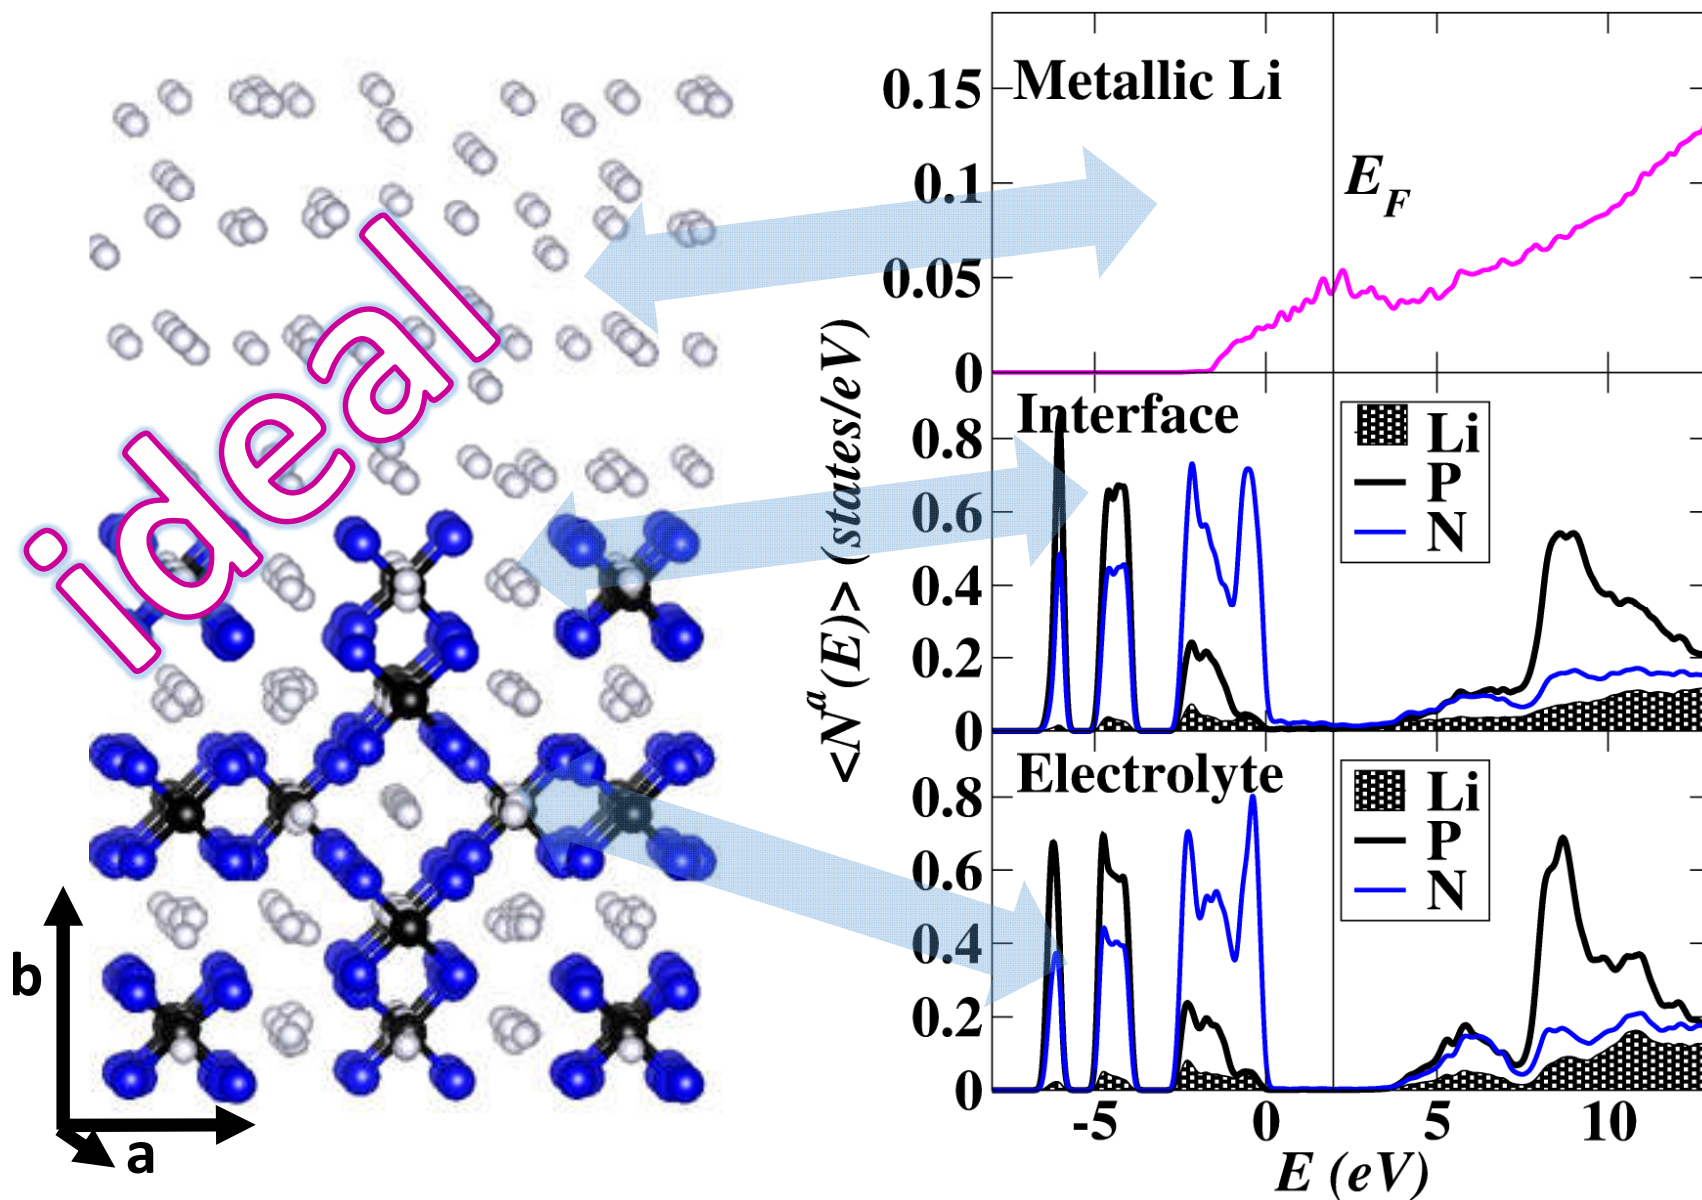 ideal
b
a
<N^a(E)> (states/eV)
Metallic Li
E_F
0.15
0.1
0.05
0
Interface
Li
P
N
0.8
0.6
0.4
0.2
0
Electrolyte
Li
P
N
0.8
0.6
0.4
0.2
0
-5 0 5 10
E (eV)